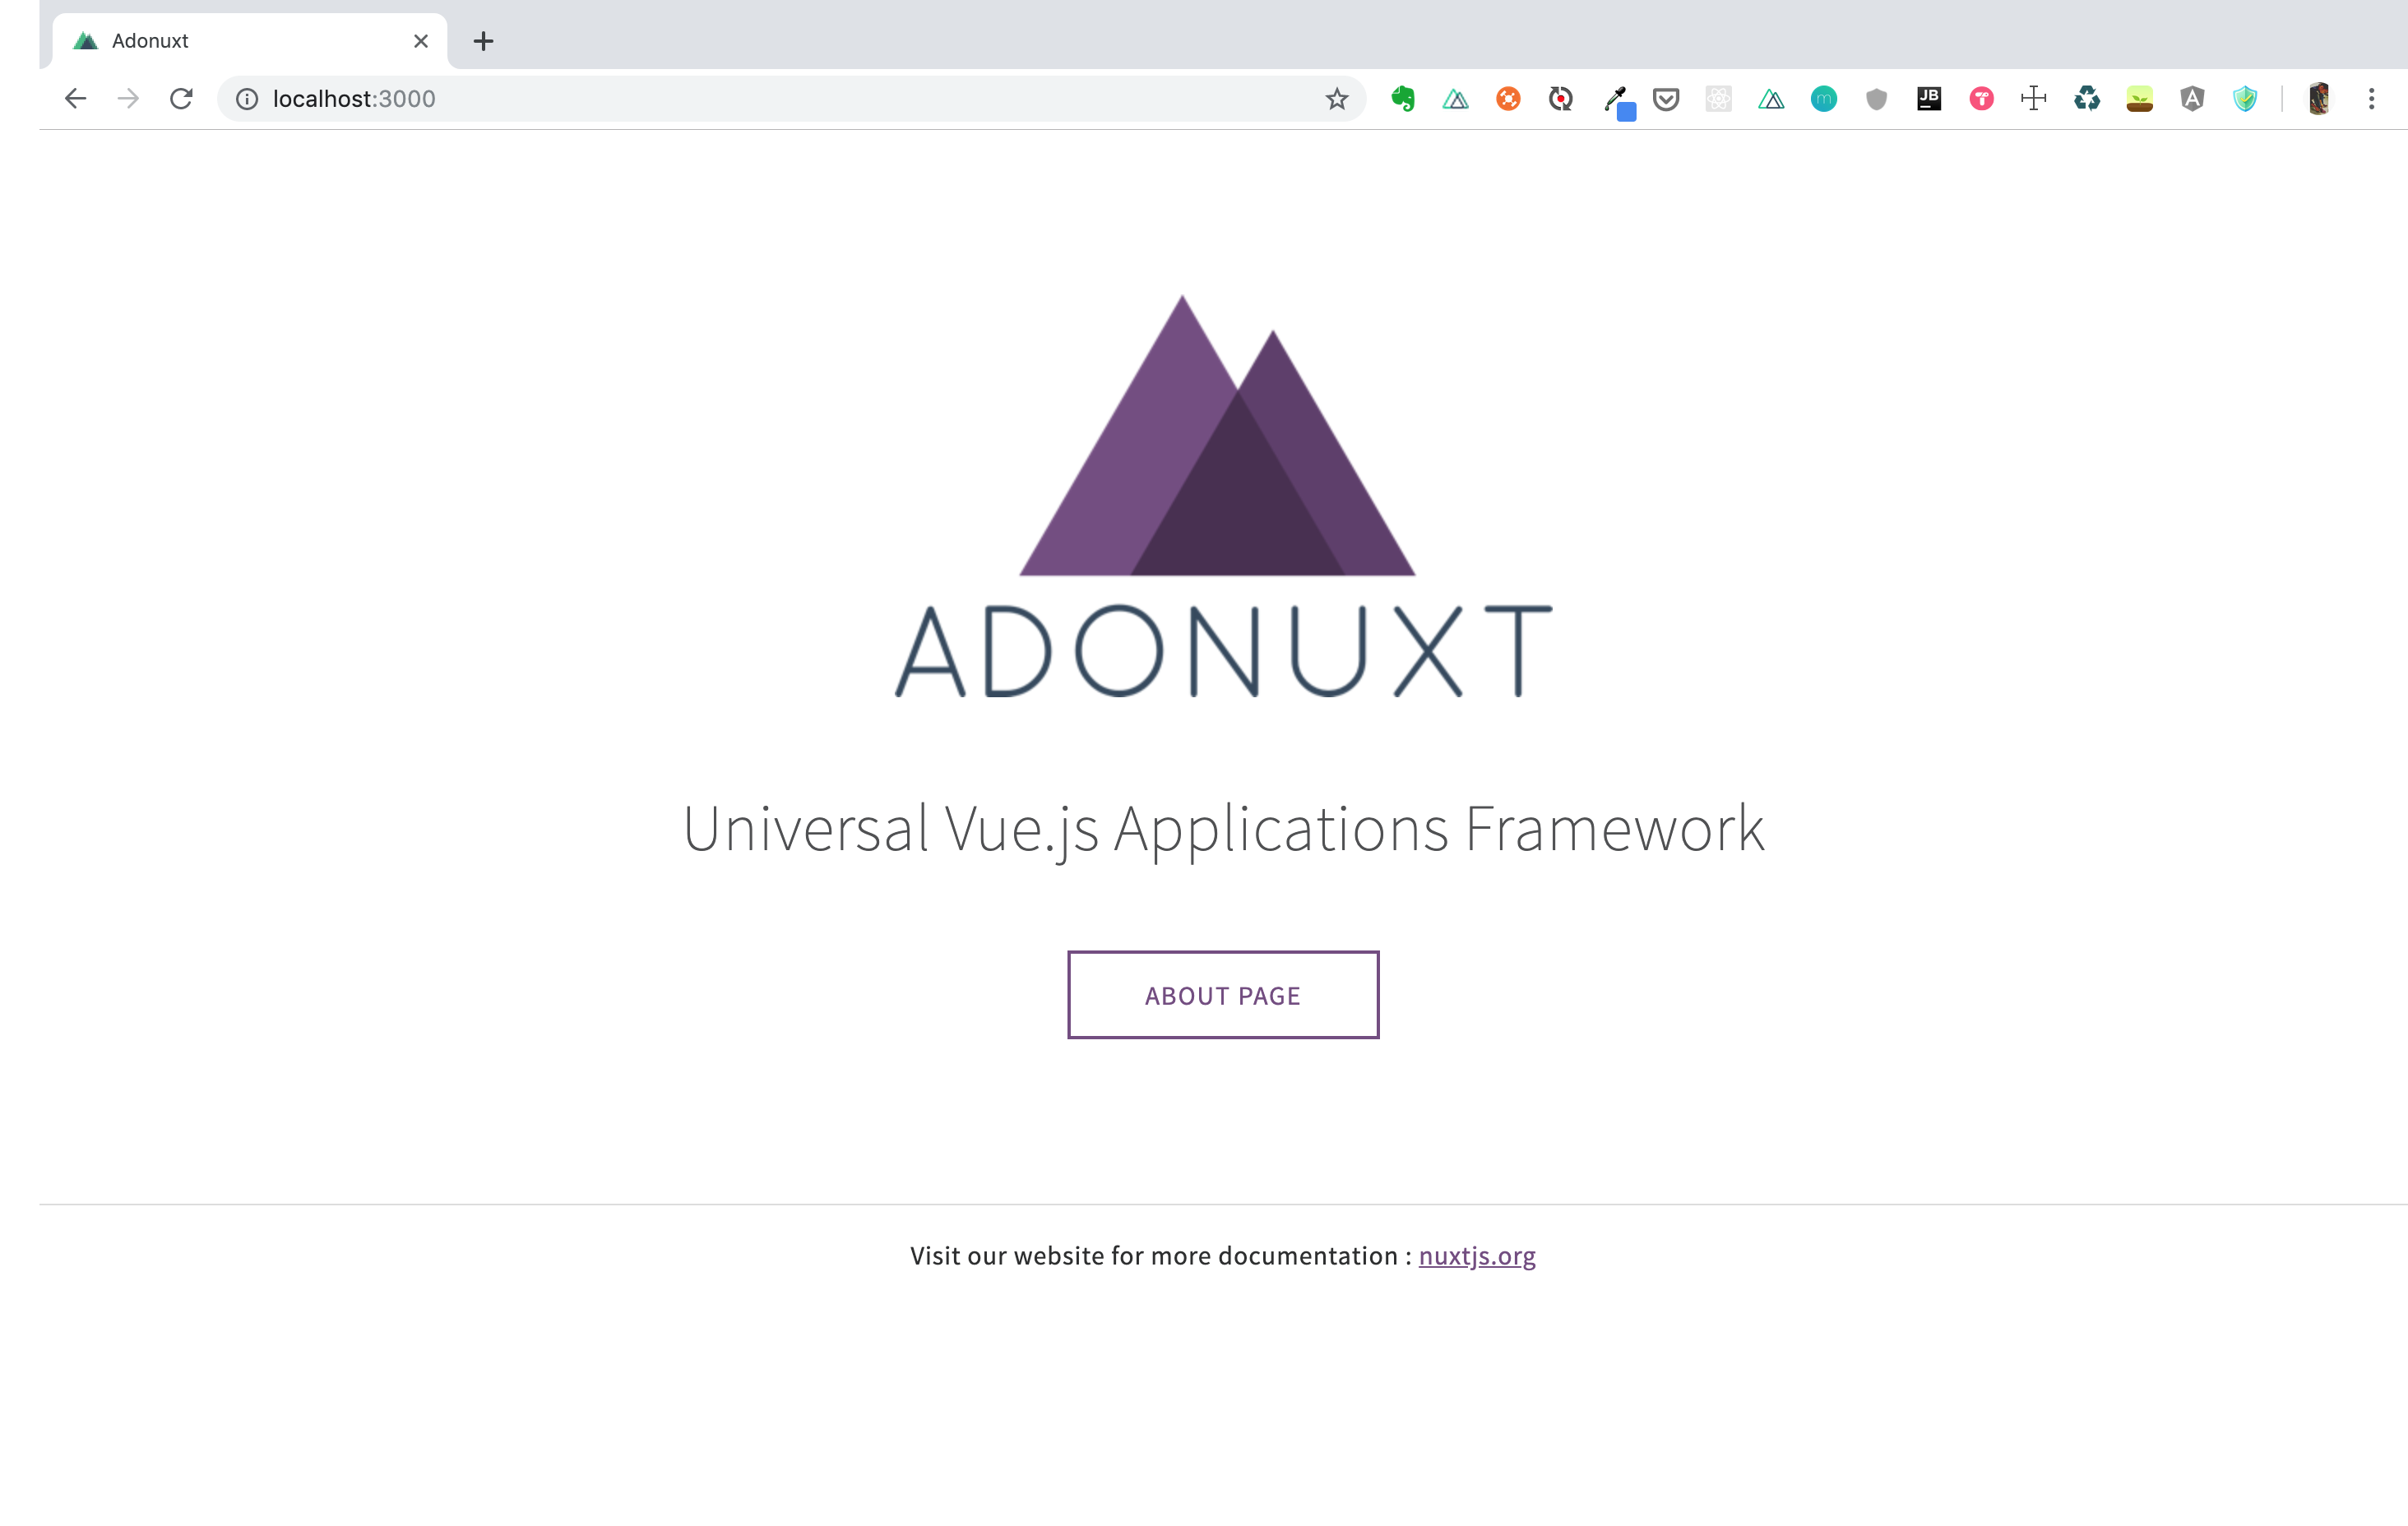 Adonuxt
localhost:3000
JB
m
A
ADONUXT
Universal Vue.js Applications Framework
ABOUT PAGE
Visit our website for more documentation : nuxtjs.org